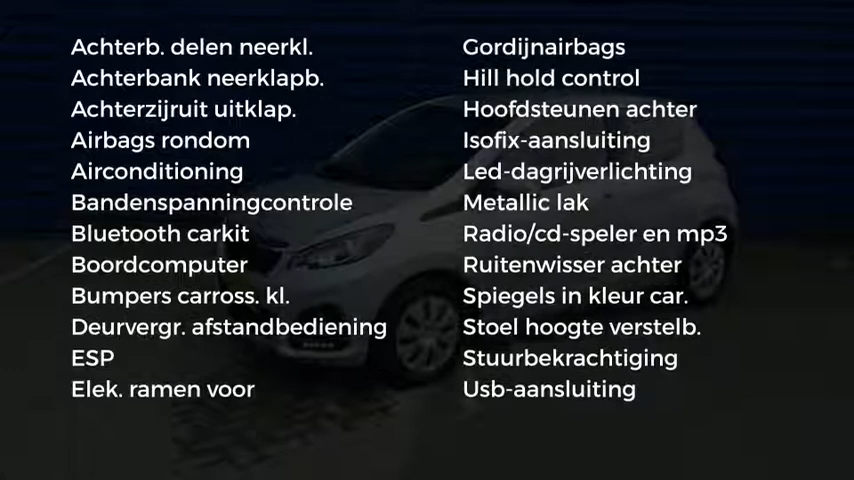 Achterb. delen neerkl.
Achterbank neerklapb.
Achterzijruit uitklap.
Airbags rondom
Airconditioning
Bandenspanningcontrole
Bluetooth carkit
Boordcomputer
Bumpers carross. kl.
Deurvergr. afstandbediening
ESP
Elek. ramen voor
Gordijnairbags
Hill hold control
Hoofdsteunen achter
Isofix-aansluiting
Led-dagrijverlichting
Metallic lak
Radio/cd-speler en mp3
Ruitenwisser achter
Spiegels in kleur car.
Stoel hoogte verstelb.
Stuurbekrachtiging
Usb-aansluiting